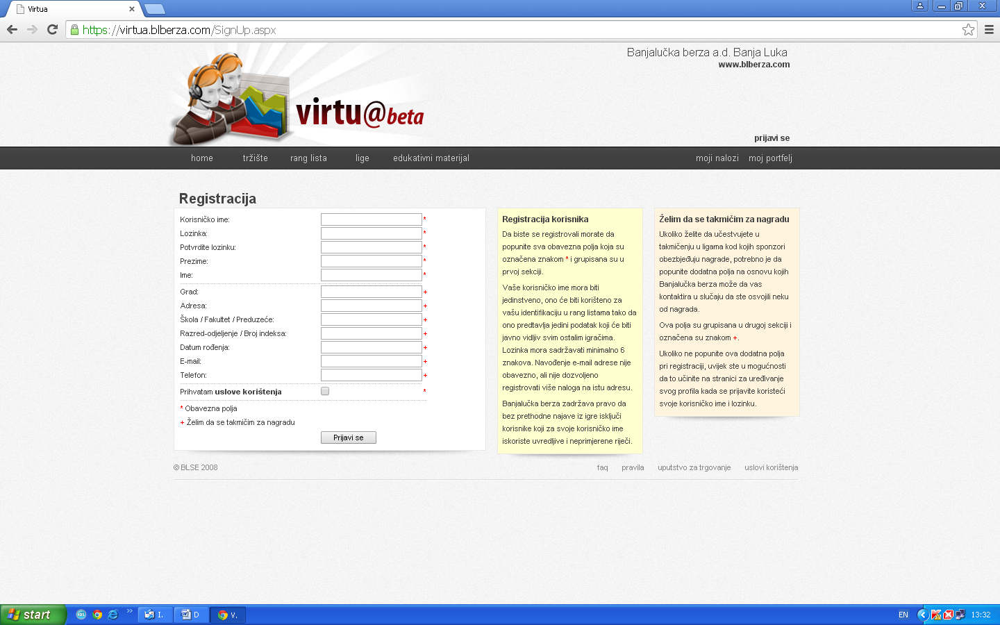 Virtua
https://virtua.blberza.com/SignUp.aspx
Banjalučka berza a.d. Banja Luka
www.blberza.com
virtu@beta
prijavi se
home tržište rang lista lige edukativni materijal moji nalozi moj portfelj
Registracija
Korisničko ime: *
Lozinka: *
Potvrdite lozinku: *
Prezime: *
Ime: *
Grad: +
Adresa: +
Škola / Fakultet / Preduzeće: +
Razred-odjeljenje / Broj indeksa: +
Datum rođenja: +
E-mail: +
Telefon: +
Prihvatam uslove korištenja *
* Obavezna polja
+ Želim da se takmičim za nagradu
Prijavi se
Registracija korisnika
Da biste se registrovali morate da
popunite sva obavezna polja koja su
označena znakom * i grupisana su u
prvoj sekciji.
Vaše korisničko ime mora biti
jedinstveno, ono će biti korišteno za
vašu identifikaciju u rang listama tako da
ono predtavlja jedini podatak koji će biti
javno vidljiv svim ostalim igračima.
Lozinka mora sadržavati minimalno 6
znakova. Navođenje e-mail adrese nije
obavezno, ali nije dozvoljeno
registrovati više naloga na istu adresu.
Banjalučka berza zadržava pravo da
bez prethodne najave iz igre isključi
korisnike koji za svoje korisničko ime
iskoriste uvredljive i neprimjerene riječi.
Želim da se takmičim za nagradu
Ukoliko želite da učestvujete u
takmičenju u ligama kod kojih sponzori
obezbjeđuju nagrade, potrebno je da
popunite dodatna polja na osnovu kojih
Banjalučka berza može da vas
kontaktira u slučaju da ste osvojili neku
od nagrada.
Ova polja su grupisana u drugoj sekciji i
označena su znakom +.
Ukoliko ne popunite ova dodatna polja
pri registraciji, uvijek ste u mogućnosti
da to učinite na stranici za uređivanje
svog profila kada se prijavite koristeći
svoje korisničko ime i lozinku.
© BLSE 2008 faq pravila uputstvo za trgovanje uslovi korištenja
start I. D V. EN 13:32